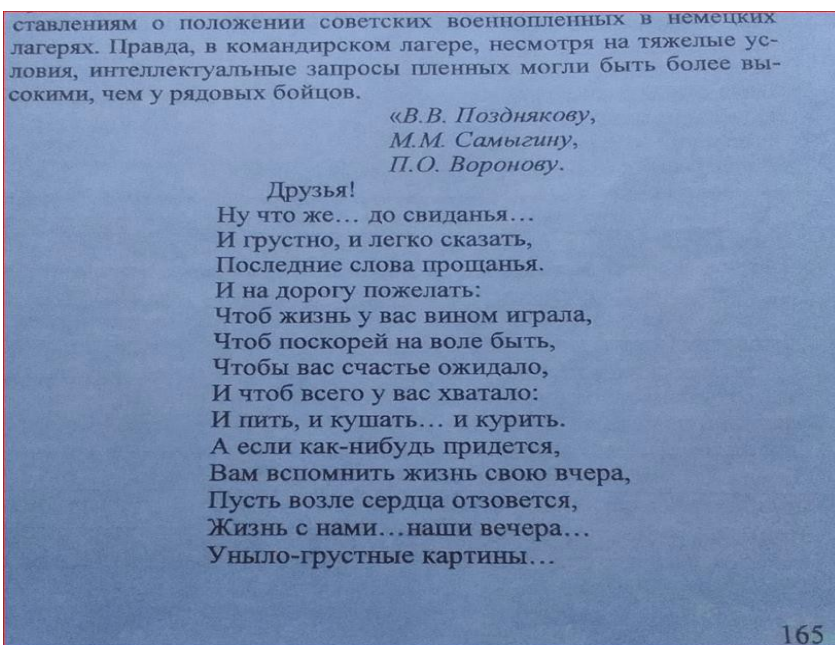 ставлениям о положении советских военнопленных в немецких
лагерях. Правда, в командирском лагере, несмотря на тяжелые ус-
ловия, интеллектуальные запросы пленных могли быть более вы-
сокими, чем у рядовых бойцов.
«В.В. Позднякову,
М.М. Самыгину,
П.О. Воронову.
Друзья!
Ну что же… до свиданья…
И грустно, и легко сказать,
Последние слова прощанья.
И на дорогу пожелать:
Чтоб жизнь у вас вином играла,
Чтоб поскорей на воле быть,
Чтобы вас счастье ожидало,
И чтоб всего у вас хватало:
И пить, и кушать… и курить.
А если как-нибудь придется,
Вам вспомнить жизнь свою вчера,
Пусть возле сердца отзовется,
Жизнь с нами…наши вечера…
Уныло-грустные картины…
165